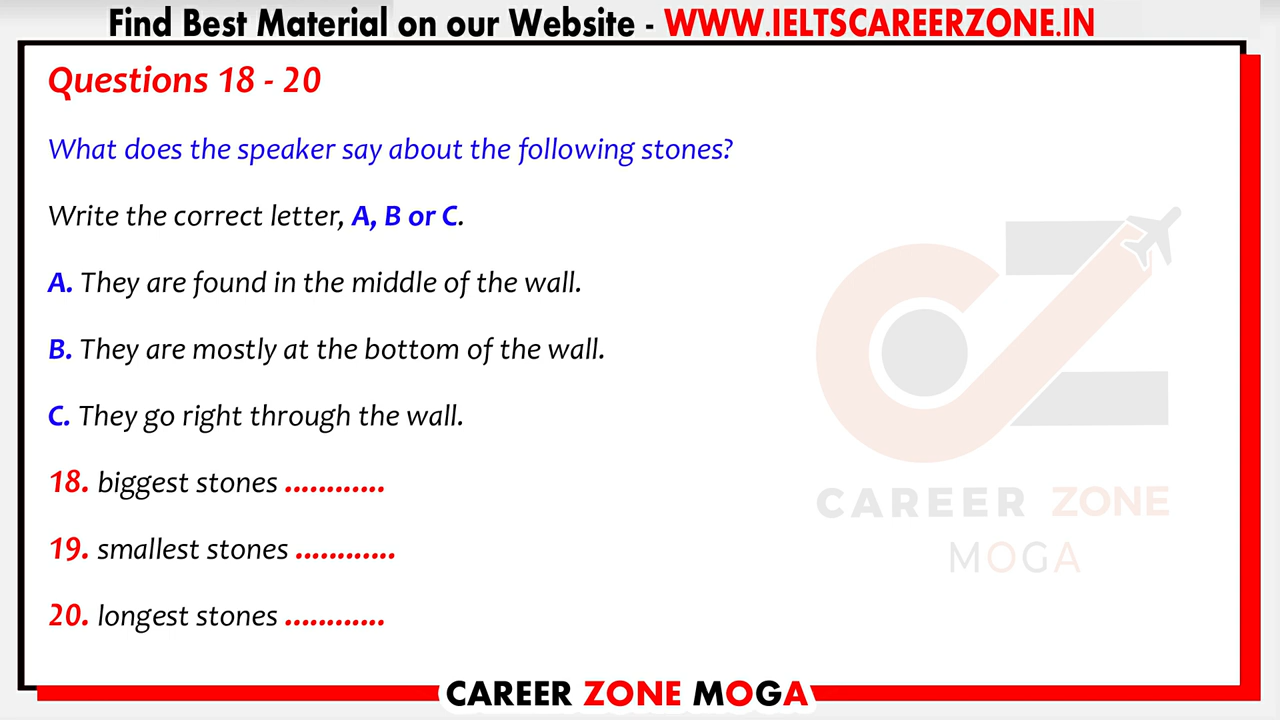 Find Best Material on our Website - WWW.IELTSCAREERZONE.IN
Questions 18 - 20
What does the speaker say about the following stones?
Write the correct letter, A, B or C.
A. They are found in the middle of the wall.
B. They are mostly at the bottom of the wall.
C. They go right through the wall.
18. biggest stones ............
19. smallest stones ............
20. longest stones ............
CZ
CAREER ZONE
MOGA
CAREER ZONE MOGA